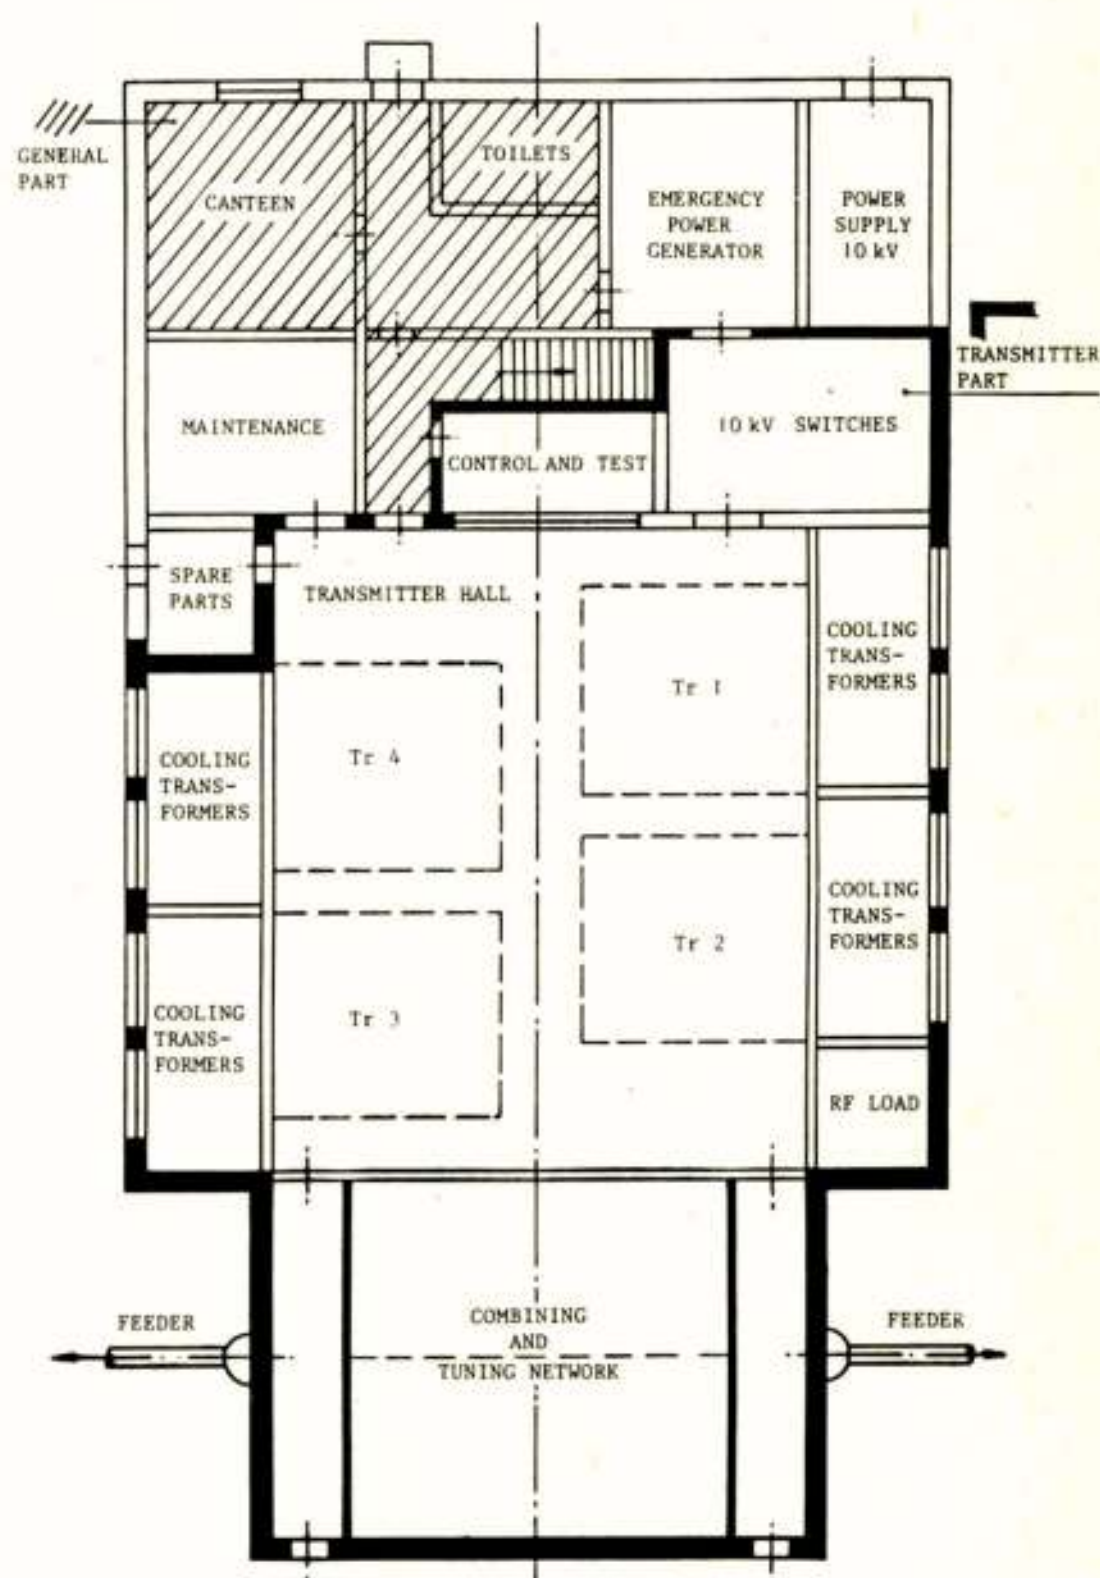 GENERAL
PART
CANTEEN
TOILETS
EMERGENCY
POWER
GENERATOR
POWER
SUPPLY
10 kV
TRANSMITTER
PART
MAINTENANCE
CONTROL AND TEST
10 kV SWITCHES
SPARE
PARTS
TRANSMITTER HALL
COOLING
TRANS-
FORMERS
Tr 1
Tr 4
COOLING
TRANS-
FORMERS
COOLING
TRANS-
FORMERS
Tr 2
Tr 3
COOLING
TRANS-
FORMERS
RF LOAD
FEEDER
COMBINING
AND
TUNING NETWORK
FEEDER